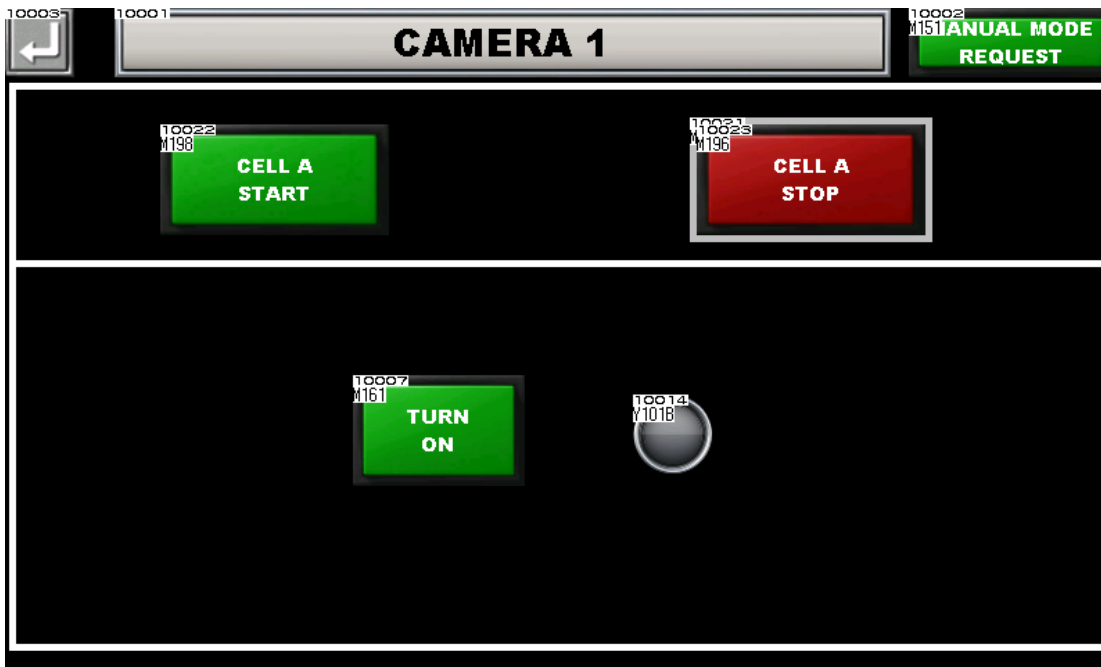 10003
10001
CAMERA 1
10002
M151
MANUAL MODE
REQUEST
10022
M198
CELL A
START
10023
M196
CELL A
STOP
10007
M161
TURN
ON
10014
Y101B